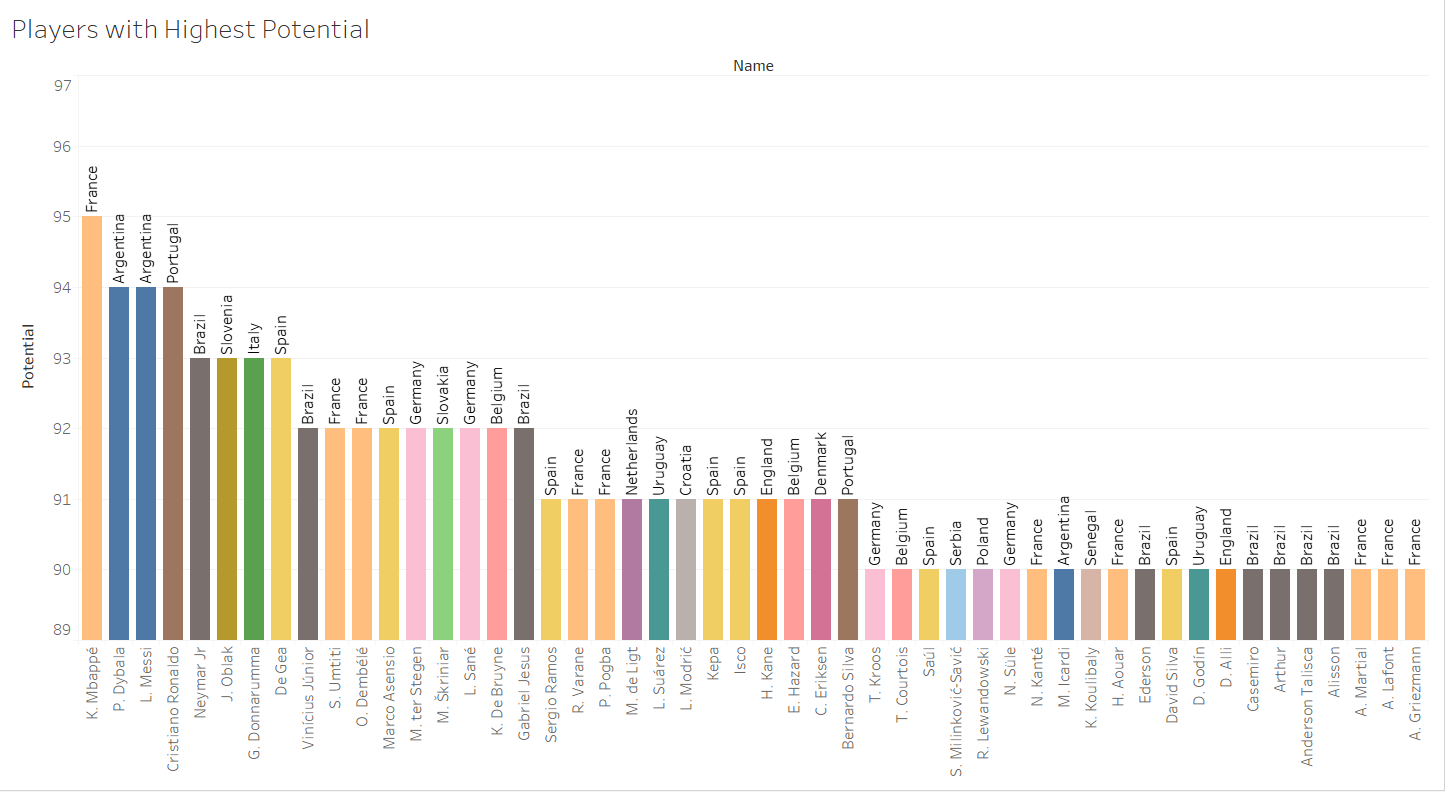 Players with Highest Potential
Name
Potential
97
96
95
94
93
92
91
90
89
France
Argentina
Argentina
Portugal
Brazil
Slovenia
Italy
Spain
Brazil
France
France
Spain
Germany
Slovakia
Germany
Belgium
Brazil
Spain
France
France
Netherlands
Uruguay
Croatia
Spain
Spain
England
Belgium
Denmark
Portugal
Germany
Belgium
Spain
Serbia
Poland
Germany
France
Argentina
Senegal
France
Brazil
Spain
Uruguay
England
Brazil
Brazil
Brazil
Brazil
France
France
France
K. Mbappé
P. Dybala
L. Messi
Cristiano Ronaldo
Neymar Jr
J. Oblak
G. Donnarumma
De Gea
Vinícius Júnior
S. Umtiti
O. Dembélé
Marco Asensio
M. ter Stegen
M. Škriniar
L. Sané
K. De Bruyne
Gabriel Jesus
Sergio Ramos
R. Varane
P. Pogba
M. de Ligt
L. Suárez
L. Modrić
Kepa
Isco
H. Kane
E. Hazard
C. Eriksen
Bernardo Silva
T. Kroos
T. Courtois
Saúl
S. Milinković-Savić
R. Lewandowski
N. Süle
N. Kanté
M. Icardi
K. Koulibaly
H. Aouar
Ederson
David Silva
D. Godín
D. Alli
Casemiro
Arthur
Anderson Talisca
Alisson
A. Martial
A. Lafont
A. Griezmann